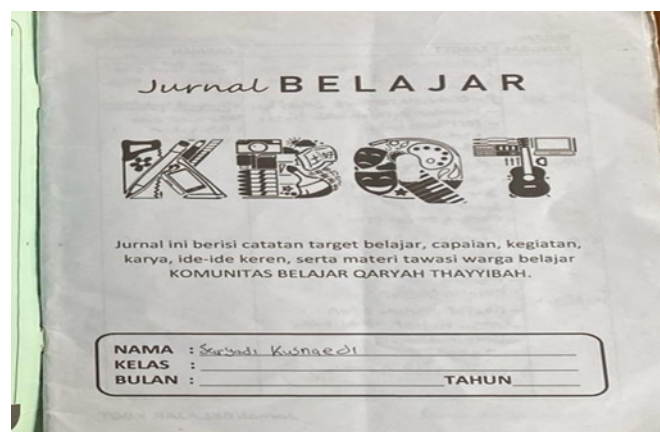 Jurnal BELAJAR
KBQT
Jurnal ini berisi catatan target belajar, capaian, kegiatan,
karya, ide-ide keren, serta materi tawasi warga belajar
KOMUNITAS BELAJAR QARYAH THAYYIBAH.
NAMA : Suryadi Kusnaedi
KELAS :
BULAN : TAHUN